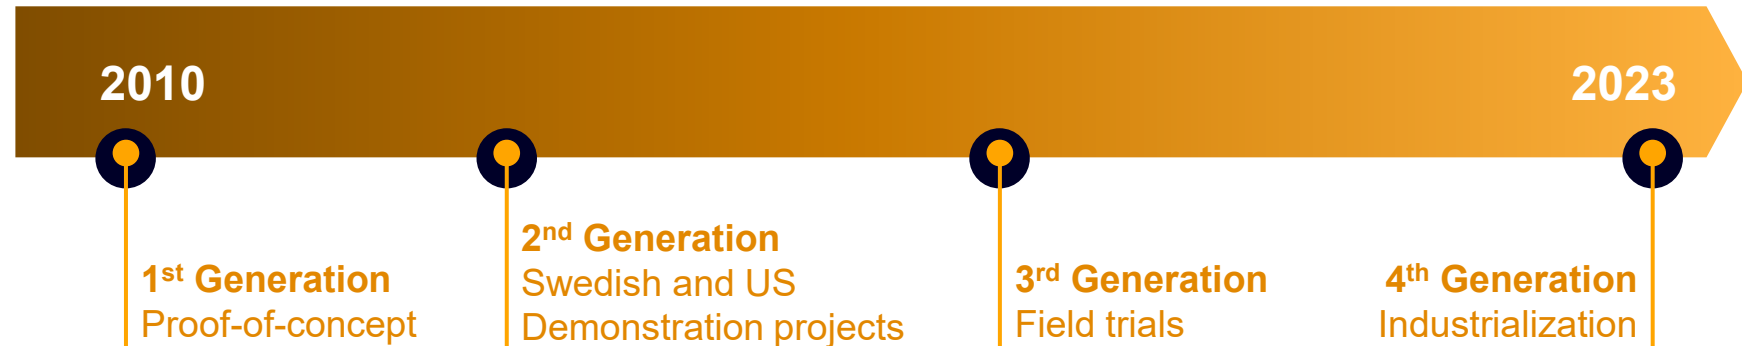 2010
2023
1st Generation
Proof-of-concept
2nd Generation
Swedish and US
Demonstration projects
3rd Generation
Field trials
4th Generation
Industrialization